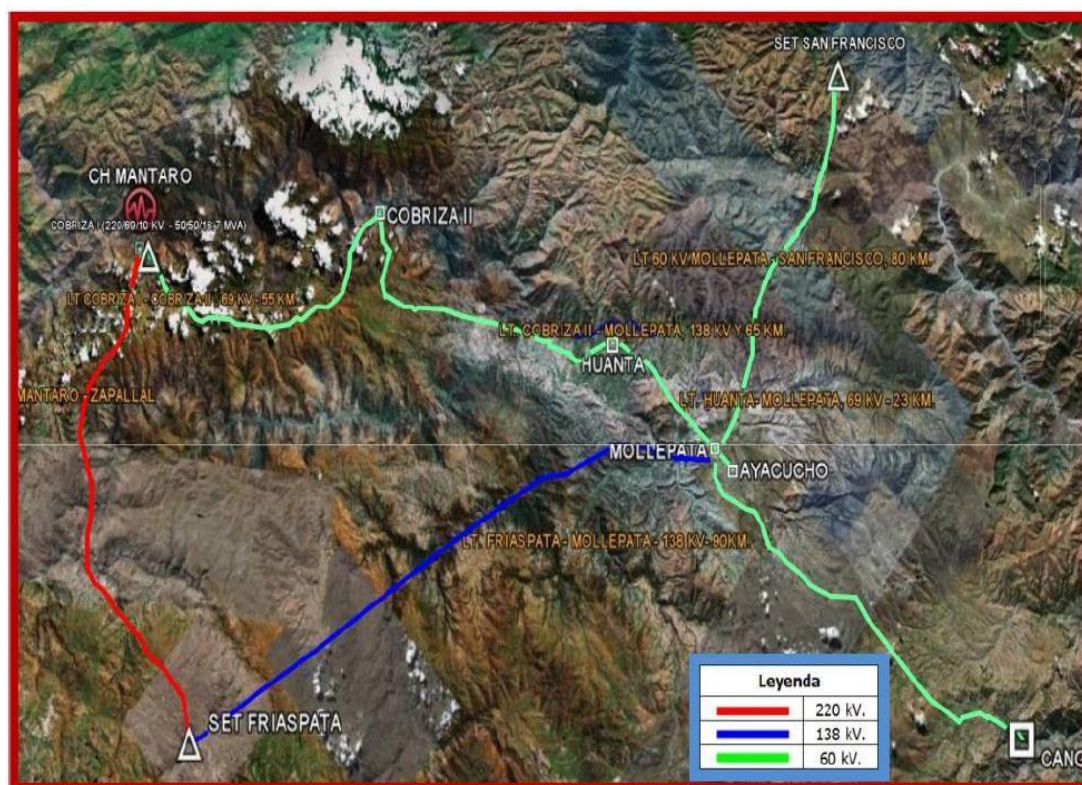 SET SAN FRANCISCO
CH MANTARO
COBRIZA I (220/69/10 KV. - 50/50/16.7 MVA)
COBRIZA II
LT 60 KV MOLLEPATA - SAN FRANCISCO, 80 KM.
LT COBRIZA I - COBRIZA II, 69 KV - 55 KM.
LT. COBRIZA II - MOLLEPATA, 138 KV Y 65 KM.
HUANTA
MANTARO - ZAPALLAL
LT. HUANTA- MOLLEPATA, 69 KV - 23 KM.
MOLLEPATA
AYACUCHO
LT. FRIASPATA - MOLLEPATA - 138 KV- 90KM.
SET FRIASPATA
CANG
Leyenda
220 kV.
138 kV.
60 kV.